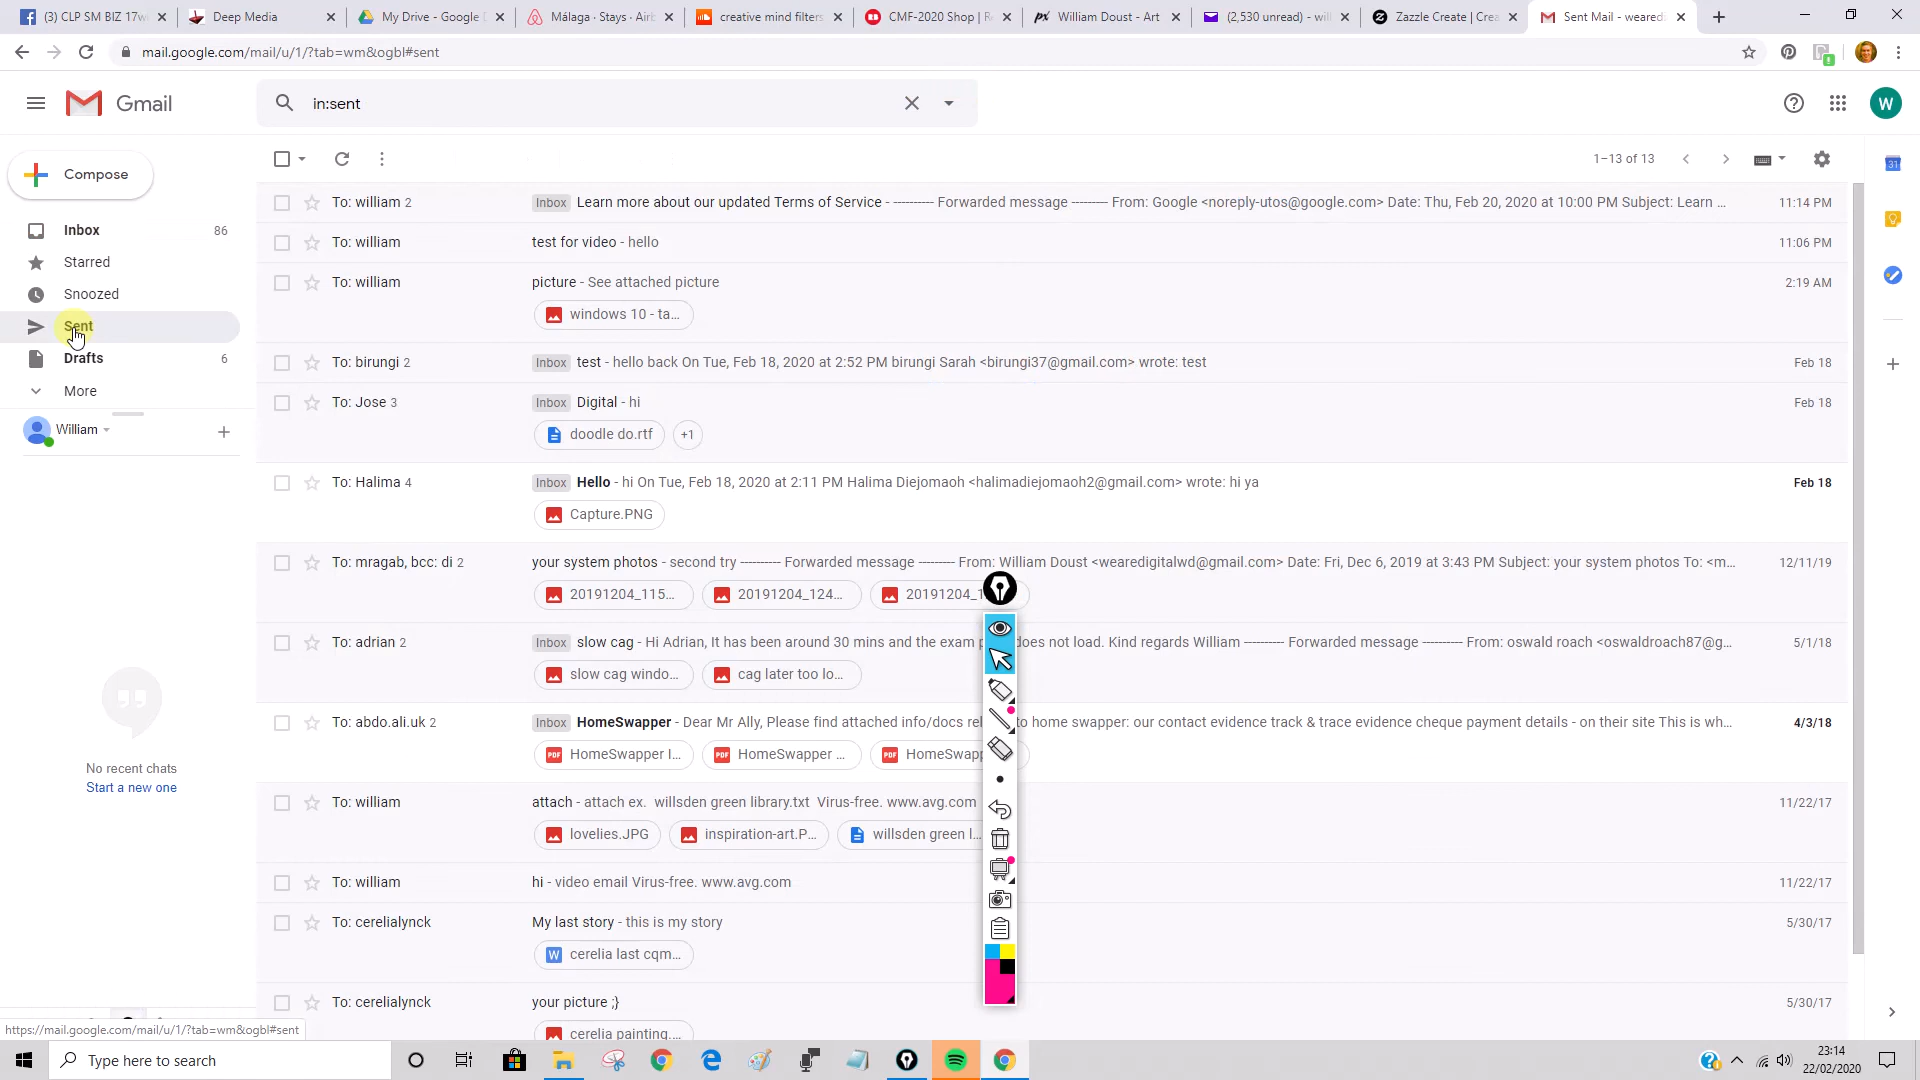 (3) CLP SM BIZ 17w
Deep Media
My Drive - Google
Málaga · Stays · Airb
creative mind filters
CMF-2020 Shop | R
William Doust - Art
(2,530 unread) - will
Zazzle Create | Crea
Sent Mail - weared
mail.google.com/mail/u/1/?tab=wm&ogbl#sent
Gmail
in:sent
W
Compose
1–13 of 13
Inbox 86
Starred
Snoozed
Sent
Drafts 6
More
William
No recent chats
Start a new one
To: william 2 Inbox Learn more about our updated Terms of Service - ---------- Forwarded message --------- From: Google <noreply-utos@google.com> Date: Thu, Feb 20, 2020 at 10:00 PM Subject: Learn ... 11:14 PM
To: william test for video - hello 11:06 PM
To: william picture - See attached picture 2:19 AM
windows 10 - ta...
To: birungi 2 Inbox test - hello back On Tue, Feb 18, 2020 at 2:52 PM birungi Sarah <birungi37@gmail.com> wrote: test Feb 18
To: Jose 3 Inbox Digital - hi Feb 18
doodle do.rtf +1
To: Halima 4 Inbox Hello - hi On Tue, Feb 18, 2020 at 2:11 PM Halima Diejomaoh <halimadiejomaoh2@gmail.com> wrote: hi ya Feb 18
Capture.PNG
To: mragab, bcc: di 2 your system photos - second try ---------- Forwarded message --------- From: William Doust <wearedigitalwd@gmail.com> Date: Fri, Dec 6, 2019 at 3:43 PM Subject: your system photos To: <m... 12/11/19
20191204_115... 20191204_124... 20191204_1
To: adrian 2 Inbox slow cag - Hi Adrian, It has been around 30 mins and the exam p does not load. Kind regards William ---------- Forwarded message ---------- From: oswald roach <oswaldroach87@g... 5/1/18
slow cag windo... cag later too lo...
To: abdo.ali.uk 2 Inbox HomeSwapper - Dear Mr Ally, Please find attached info/docs rel to home swapper: our contact evidence track & trace evidence cheque payment details - on their site This is wh... 4/3/18
HomeSwapper I... HomeSwapper ... HomeSwap
To: william attach - attach ex. willsden green library.txt Virus-free. www.avg.com 11/22/17
lovelies.JPG inspiration-art.P... willsden green l...
To: william hi - video email Virus-free. www.avg.com 11/22/17
To: cerelialynck My last story - this is my story 5/30/17
cerelia last cqm...
To: cerelialynck your picture ;} 5/30/17
cerelia painting....
https://mail.google.com/mail/u/1/?tab=wm&ogbl#sent
Type here to search
23:14
22/02/2020